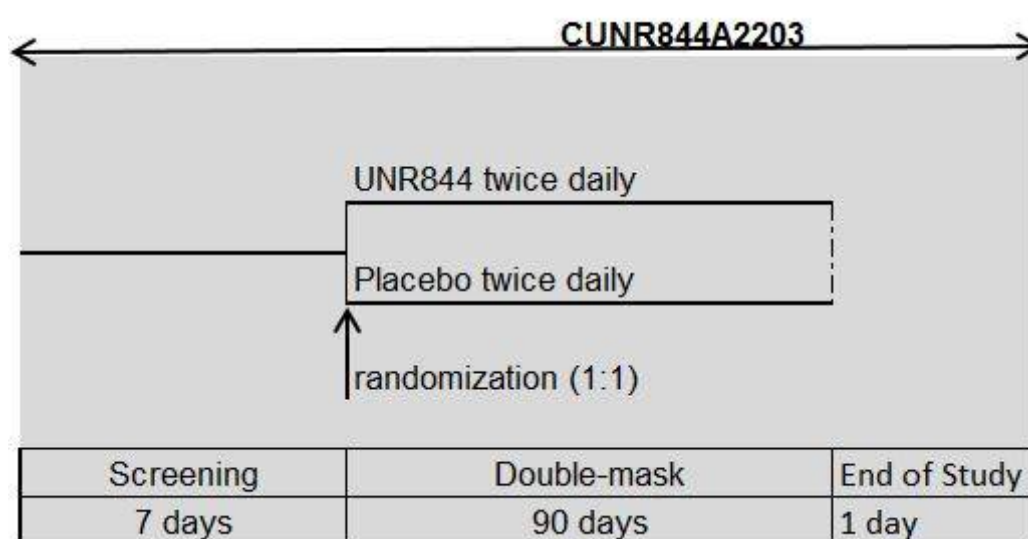 CUNR844A2203
UNR844 twice daily
Placebo twice daily
randomization (1:1)
Screening Double-mask End of Study
7 days 90 days 1 day